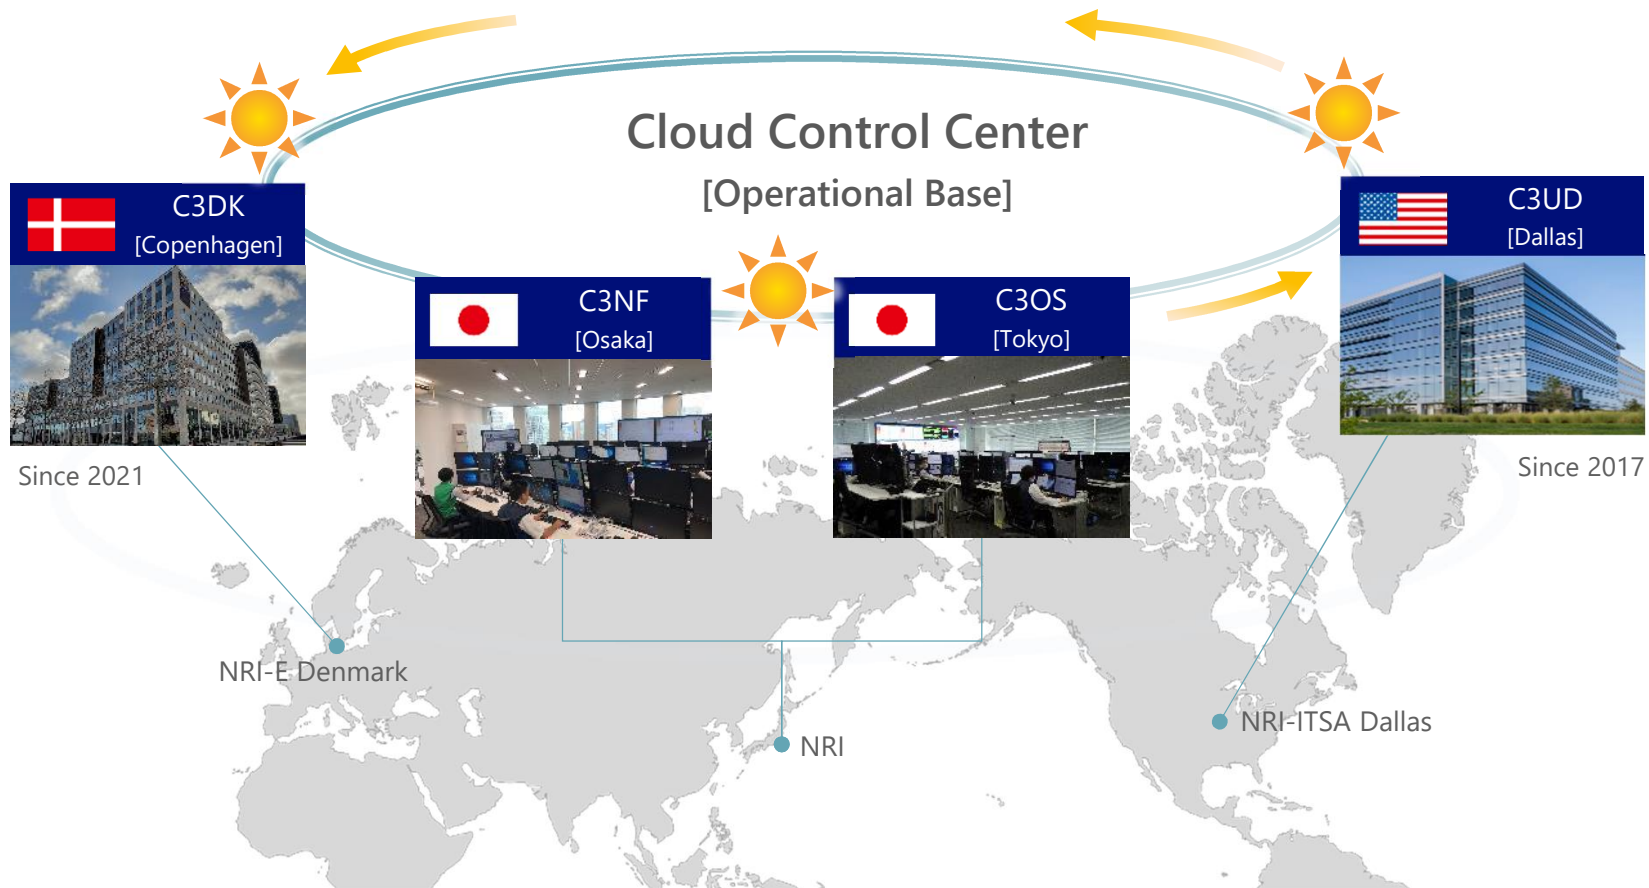 Cloud Control Center
[Operational Base]
C3DK
[Copenhagen]
Since 2021
C3NF
[Osaka]
C3OS
[Tokyo]
C3UD
[Dallas]
Since 2017
NRI-E Denmark
NRI
NRI-ITSA Dallas